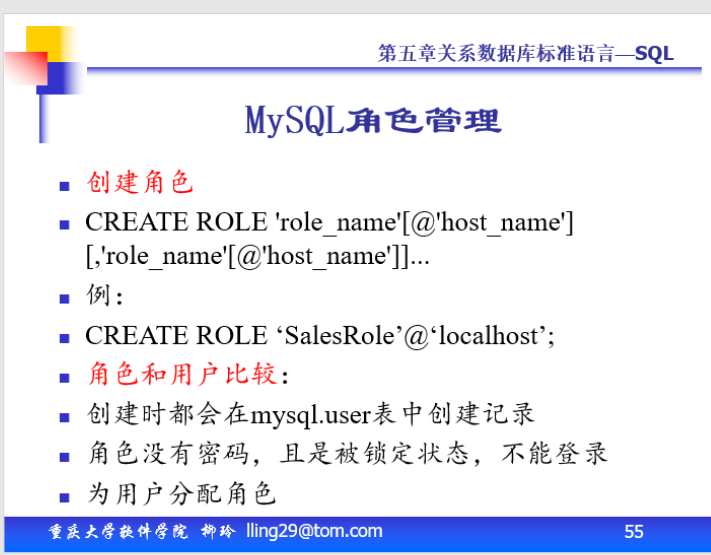 第五章关系数据库标准语言—SQL
MySQL角色管理
创建角色
CREATE ROLE 'role_name'[@'host_name']
[,'role_name'[@'host_name']]...
例：
CREATE ROLE ‘SalesRole’@‘localhost’;
角色和用户比较：
创建时都会在mysql.user表中创建记录
角色没有密码，且是被锁定状态，不能登录
为用户分配角色
重庆大学软件学院 柳玲 lling29@tom.com
55